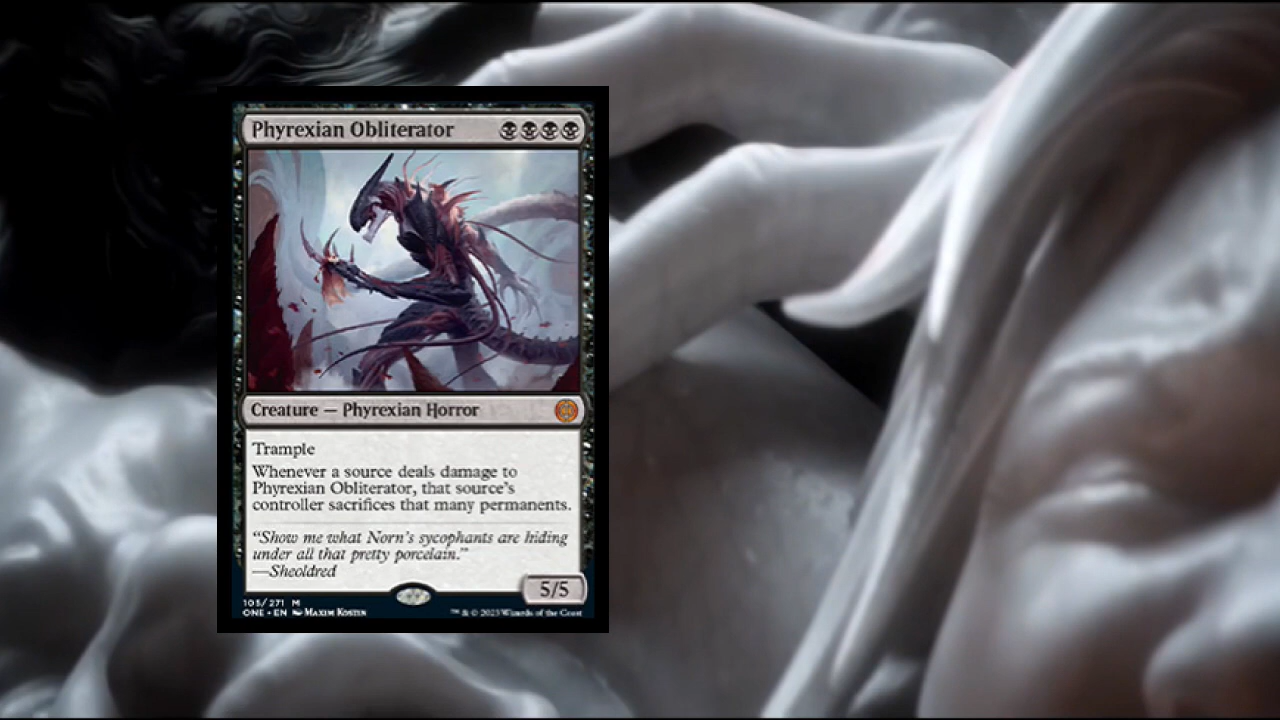 Phyrexian Obliterator
Creature — Phyrexian Horror
Trample
Whenever a source deals damage to
Phyrexian Obliterator, that source's
controller sacrifices that many permanents.
"Show me what Norn's sycophants are hiding
under all that pretty porcelain."
—Sheoldred
5/5
105/271 M
ONE • EN Maxim Kostin
™ & © 2023 Wizards of the Coast